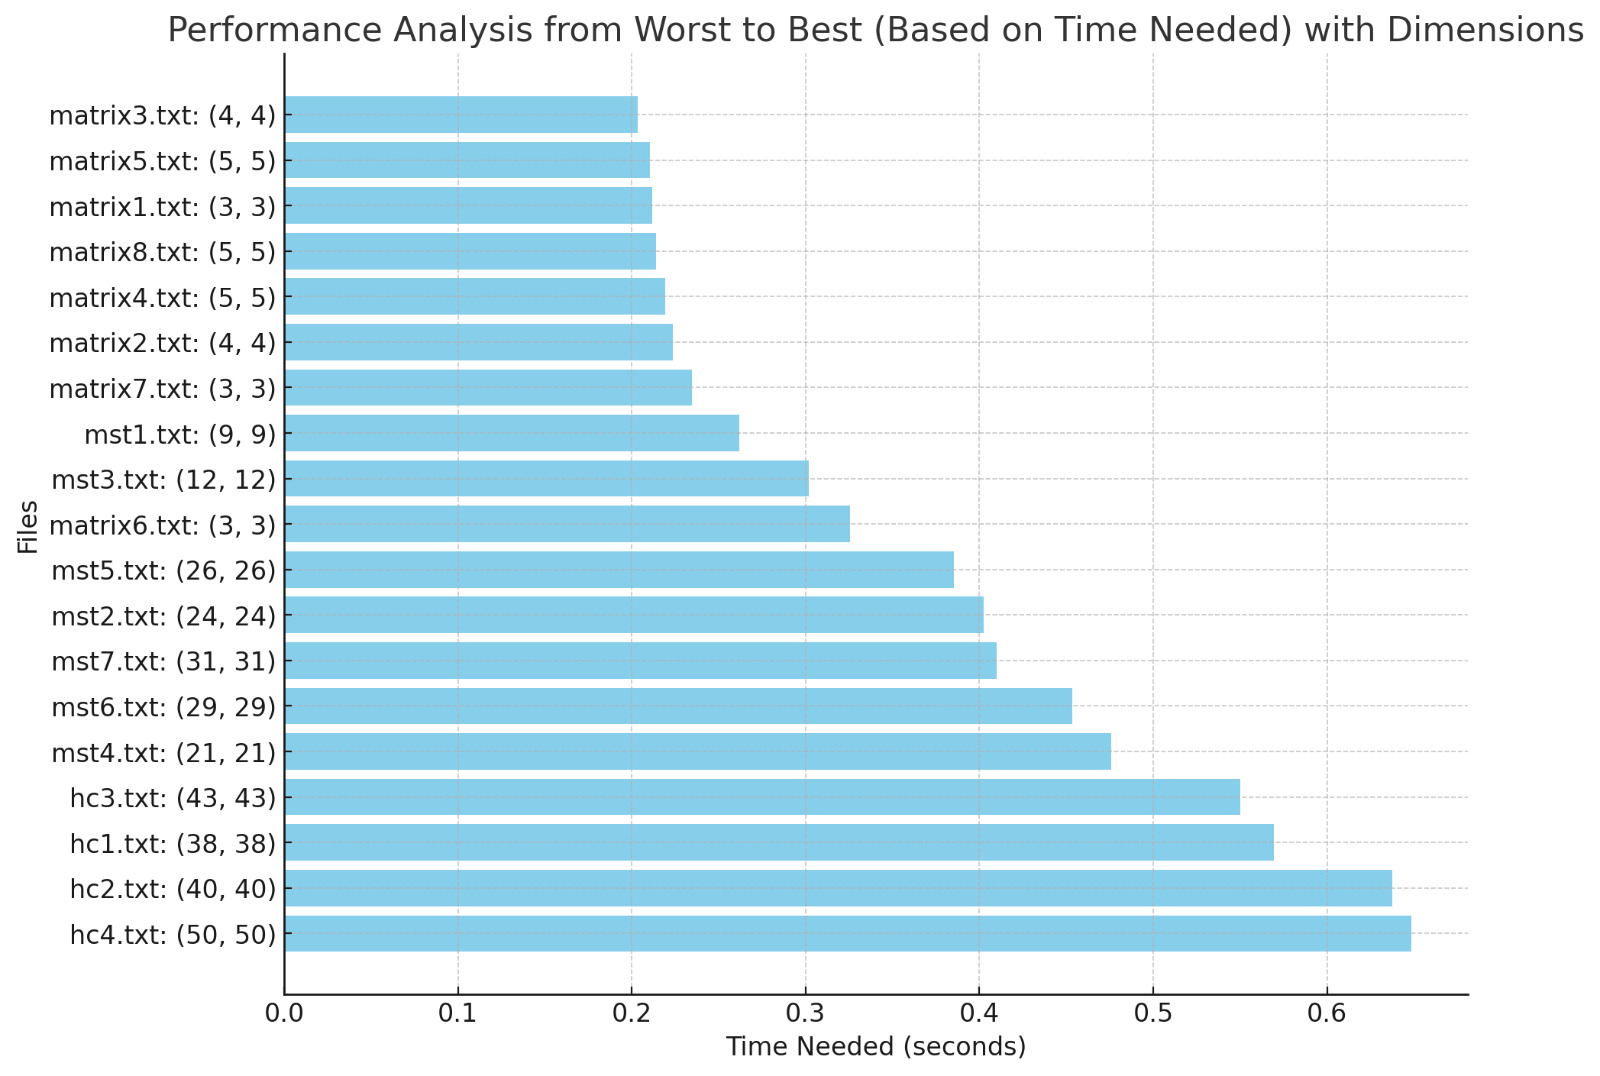 Performance Analysis from Worst to Best (Based on Time Needed) with Dimensions
matrix3.txt: (4, 4)
matrix5.txt: (5, 5)
matrix1.txt: (3, 3)
matrix8.txt: (5, 5)
matrix4.txt: (5, 5)
matrix2.txt: (4, 4)
matrix7.txt: (3, 3)
mst1.txt: (9, 9)
mst3.txt: (12, 12)
matrix6.txt: (3, 3)
mst5.txt: (26, 26)
mst2.txt: (24, 24)
mst7.txt: (31, 31)
mst6.txt: (29, 29)
mst4.txt: (21, 21)
hc3.txt: (43, 43)
hc1.txt: (38, 38)
hc2.txt: (40, 40)
hc4.txt: (50, 50)
Files
0.0 0.1 0.2 0.3 0.4 0.5 0.6
Time Needed (seconds)